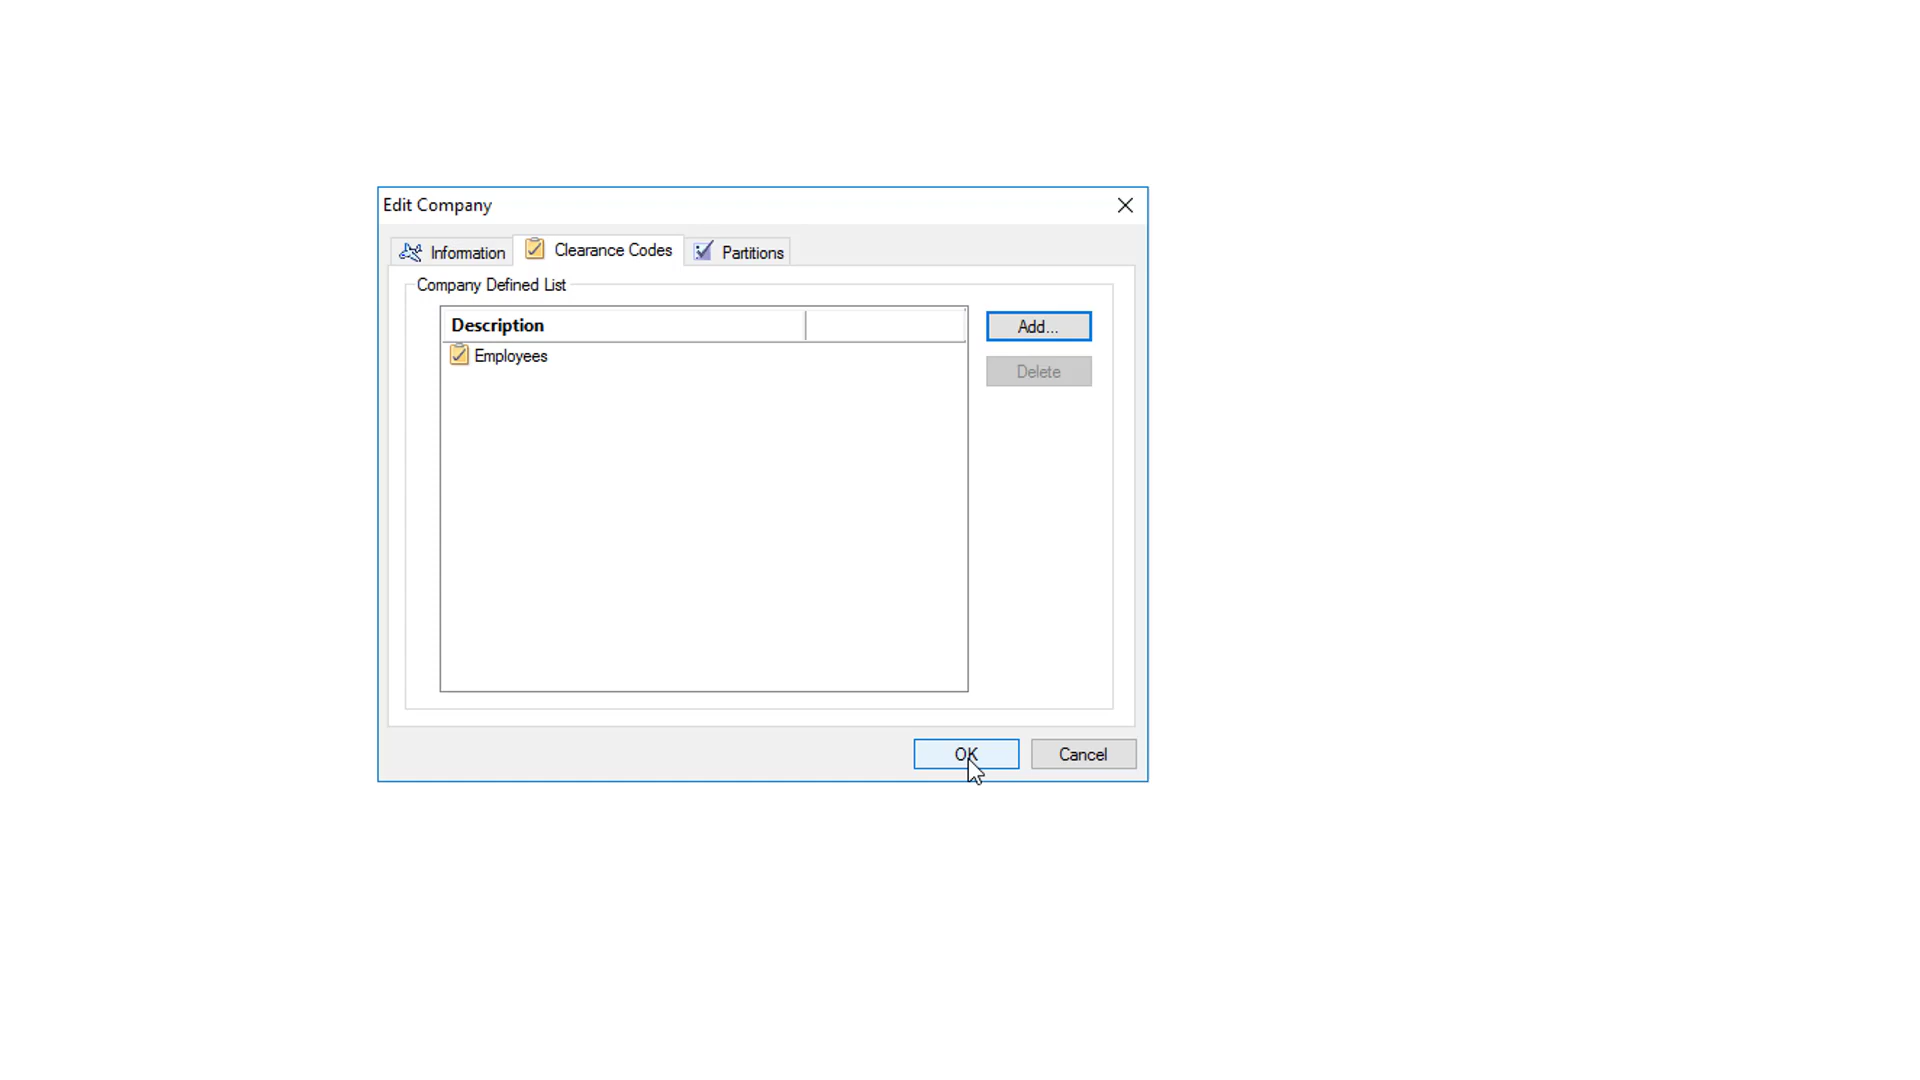 Edit Company
Information
Clearance Codes
Partitions
Company Defined List
Description
Add...
Employees
Delete
OK
Cancel